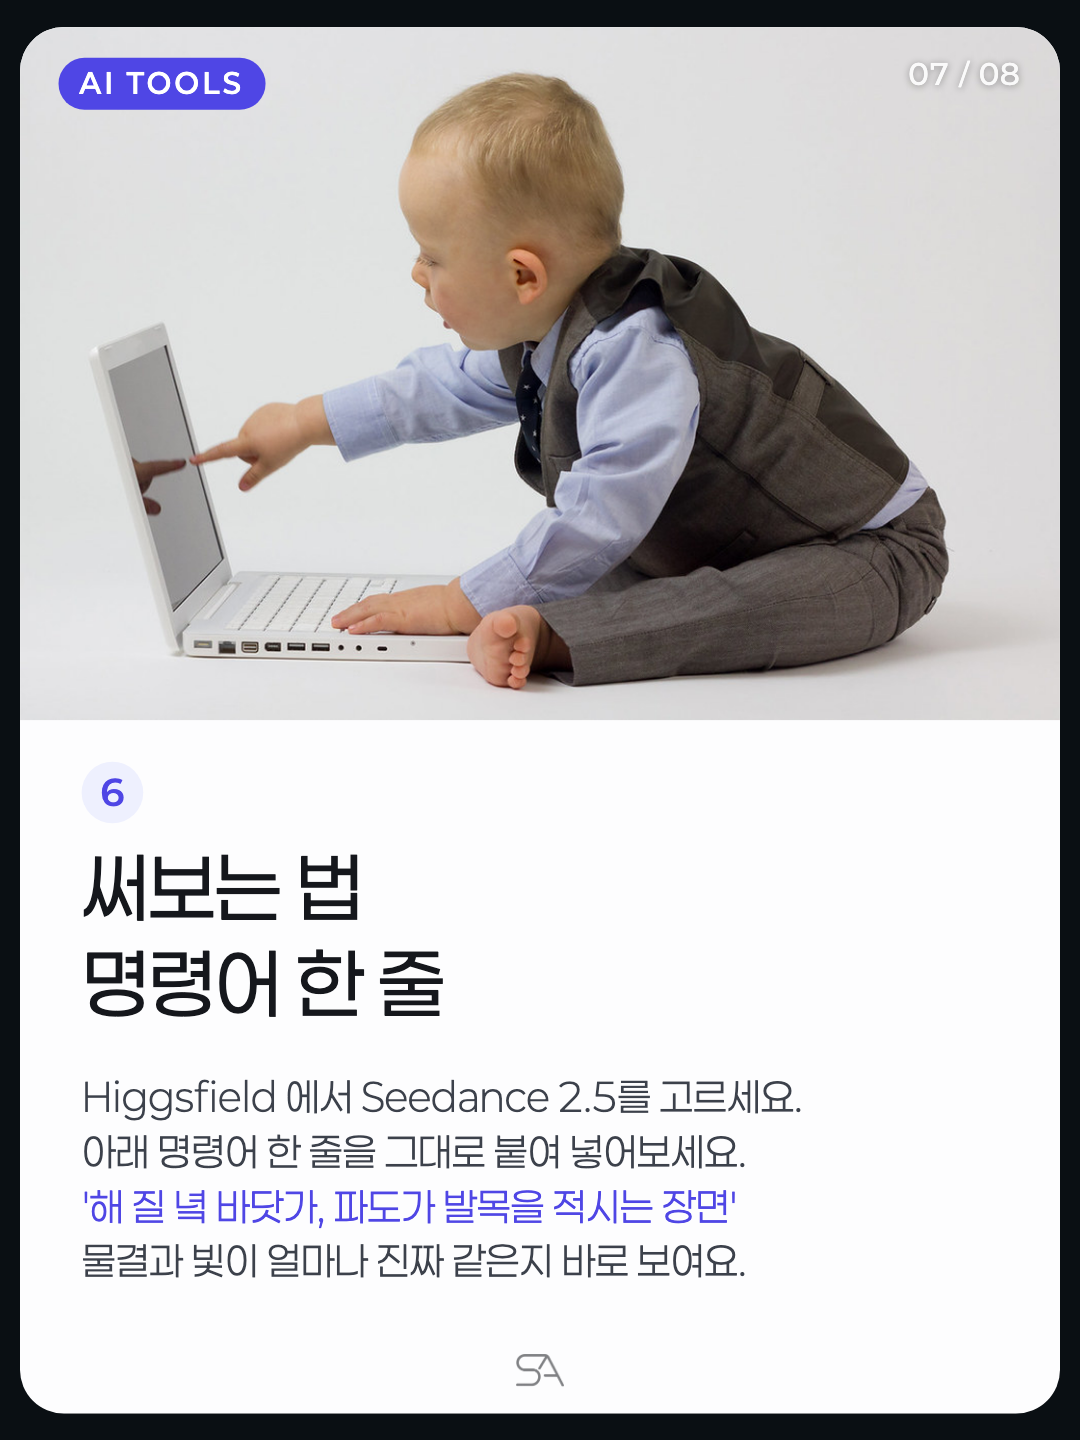 AI TOOLS
07 / 08
6
써보는 법
명령어 한 줄
Higgsfield 에서 Seedance 2.5를 고르세요.
아래 명령어 한 줄을 그대로 붙여 넣어보세요.
'해 질 녘 바닷가, 파도가 발목을 적시는 장면'
물결과 빛이 얼마나 진짜 같은지 바로 보여요.
SA